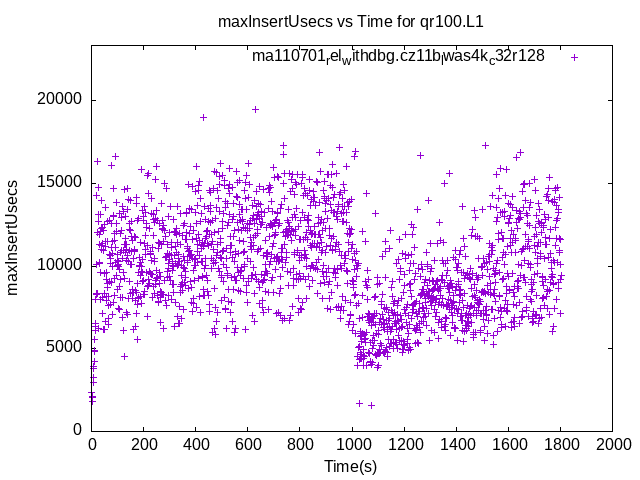 maxInsertUsecs vs Time for qr100.L1
ma110701_rel_withdbg.cz11b_lwas4k_c32r128
20000
15000
10000
5000
0
maxInsertUsecs
0 200 400 600 800 1000 1200 1400 1600 1800 2000
Time(s)